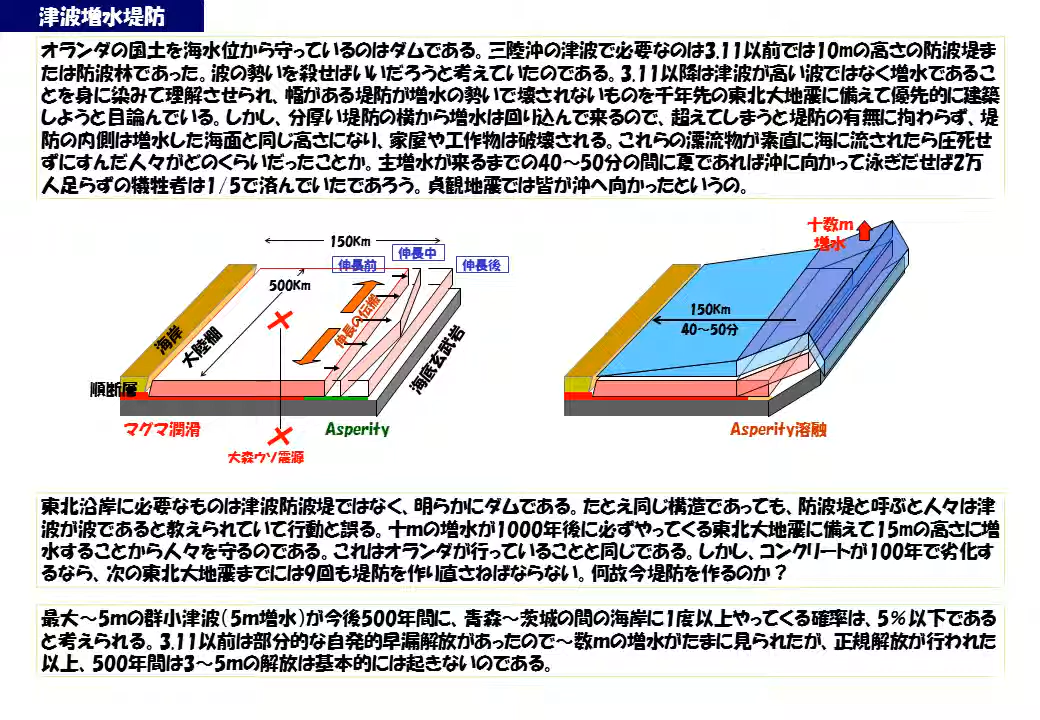 津波増水堤防
オランダの国土を海水位から守っているのはダムである。三陸沖の津波で必要なのは3.11以前では10mの高さの防波堤ま
たは防波林であった。波の勢いを殺せばいいだろうと考えていたのである。3.11以降は津波が高い波ではなく増水であるこ
とを身に染みて理解させられ、幅がある堤防が増水の勢いで壊されないものを千年先の東北大地震に備えて優先的に建築
しようと目論んでいる。しかし、分厚い堤防の横から増水は回り込んで来るので、超えてしまうと堤防の有無に拘わらず、堤
防の内側は増水した海面と同じ高さになり、家屋や工作物は破壊される。これらの漂流物が素直に海に流されたら圧死せ
ずにすんだ人々がどのくらいだったことか。主増水が来るまでの40～50分の間に夏であれば沖に向かって泳ぎだせば2万
人足らずの犠牲者は1/5で済んでいたであろう。貞観地震では皆が沖へ向かったというの。
150Km
伸長前
伸長中
伸長後
500Km
伸長の伝搬
海岸
大陸棚
海底玄武岩
順断層
マグマ潤滑
Asperity
大森ウソ震源
十数m
増水
150Km
40～50分
Asperity溶融
東北沿岸に必要なものは津波防波堤ではなく、明らかにダムである。たとえ同じ構造であっても、防波堤と呼ぶと人々は津
波が波であると教えられていて行動と誤る。十mの増水が1000年後に必ずやってくる東北大地震に備えて15mの高さに増
水することから人々を守るのである。これはオランダが行っていることと同じである。しかし、コンクリートが100年で劣化す
るなら、次の東北大地震までには9回も堤防を作り直さねばならない。何故今堤防を作るのか？
最大～5mの群小津波（5m増水）が今後500年間に、青森～茨城の間の海岸に1度以上やってくる確率は、5％以下である
と考えられる。3.11以前は部分的な自発的早漏解放があったので～数mの増水がたまに見られたが、正規解放が行われた
以上、500年間は3～5mの解放は基本的には起きないのである。